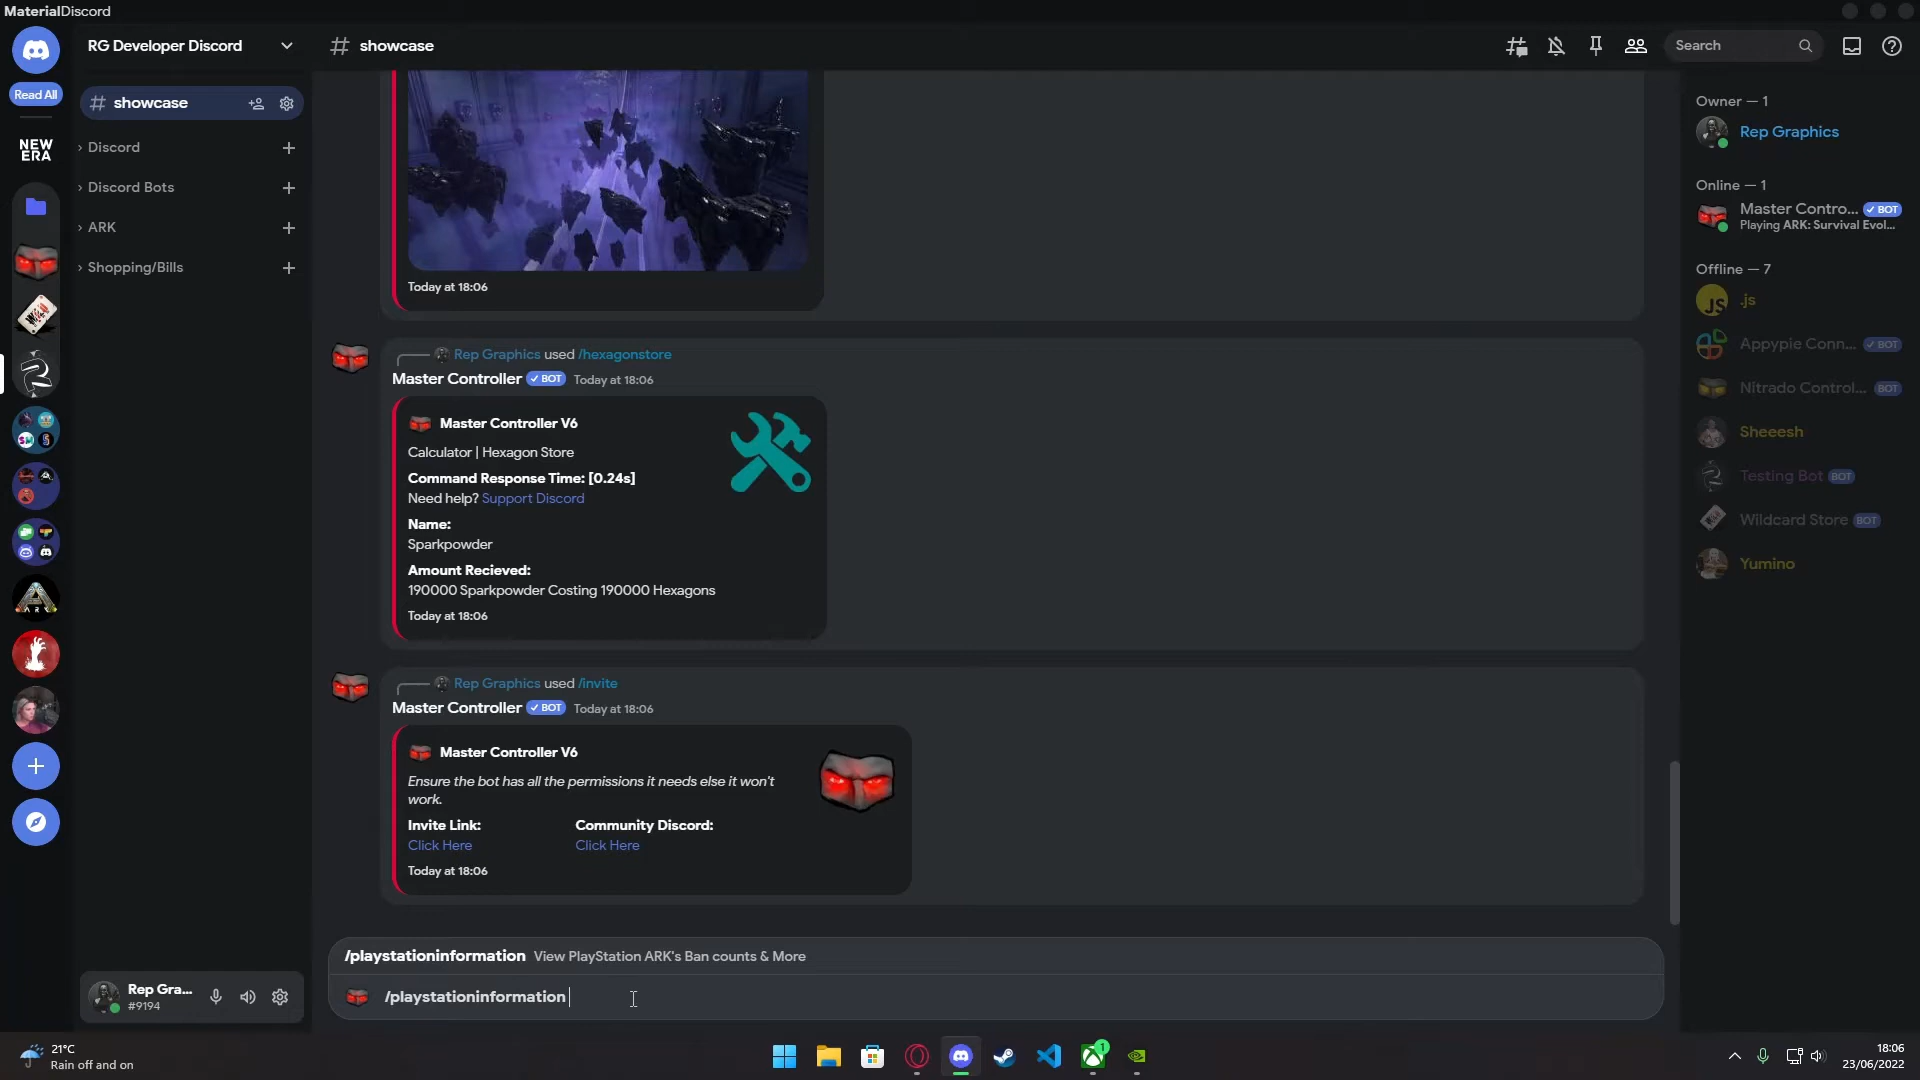 MaterialDiscord
RG Developer Discord
showcase
Search
Read All
showcase
NEW
ERA
Discord
Discord Bots
ARK
Shopping/Bills
Today at 18:06
Rep Graphics used /hexagonstore
Master Controller ✓ BOT Today at 18:06
Master Controller V6
Calculator | Hexagon Store
Command Response Time: [0.24s]
Need help? Support Discord
Name:
Sparkpowder
Amount Recieved:
190000 Sparkpowder Costing 190000 Hexagons
Today at 18:06
Rep Graphics used /invite
Master Controller ✓ BOT Today at 18:06
Master Controller V6
Ensure the bot has all the permissions it needs else it won't
work.
Invite Link: Community Discord:
Click Here Click Here
Today at 18:06
/playstationinformation View PlayStation ARK's Ban counts & More
/playstationinformation
Owner — 1
Rep Graphics
Online — 1
Master Contro... ✓ BOT
Playing ARK: Survival Evol...
Offline — 7
JS .js
Appypie Conn... ✓ BOT
Nitrado Control... BOT
Sheeesh
Testing Bot BOT
Wildcard Store BOT
Yumino
ARK
Rep Gra...
#9194
21°C
Rain off and on
1
18:06
23/06/2022